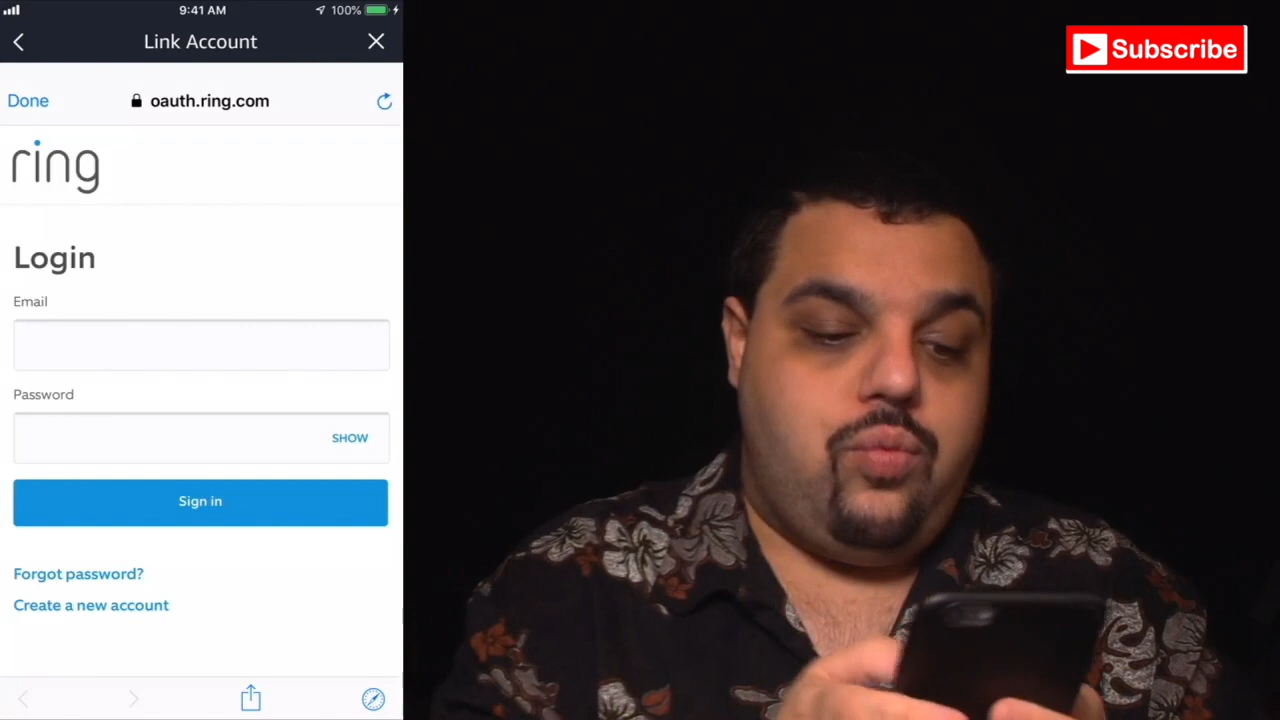 9:41 AM
100%
Link Account
Done
oauth.ring.com
ring
Login
Email
Password
SHOW
Sign in
Forgot password?
Create a new account
Subscribe